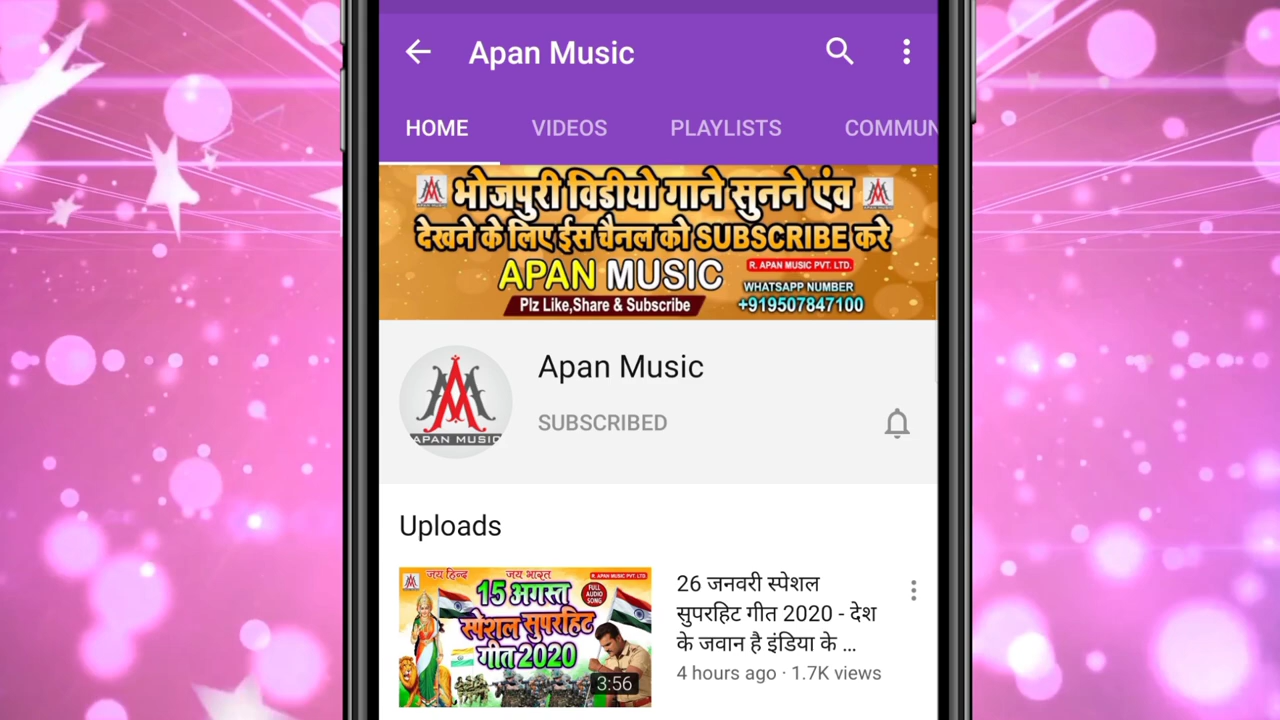 Apan Music
HOME VIDEOS PLAYLISTS COMMUN
भोजपुरी विडीयो गाने सुनने एंव
देखने के लिए ईस चैनल को SUBSCRIBE करे
APAN MUSIC
R. APAN MUSIC PVT. LTD.
Plz Like,Share & Subscribe
WHATSAPP NUMBER
+919507847100
Apan Music
SUBSCRIBED
APAN MUSIC
Uploads
जय हिन्द जय भारत
R. APAN MUSIC PVT. LTD
15 अगस्त
FULL
AUDIO
SONG
स्पेशल सुपरहिट
गीत 2020
3:56
26 जनवरी स्पेशल
सुपरहिट गीत 2020 - देश
के जवान है इंडिया के ...
4 hours ago · 1.7K views